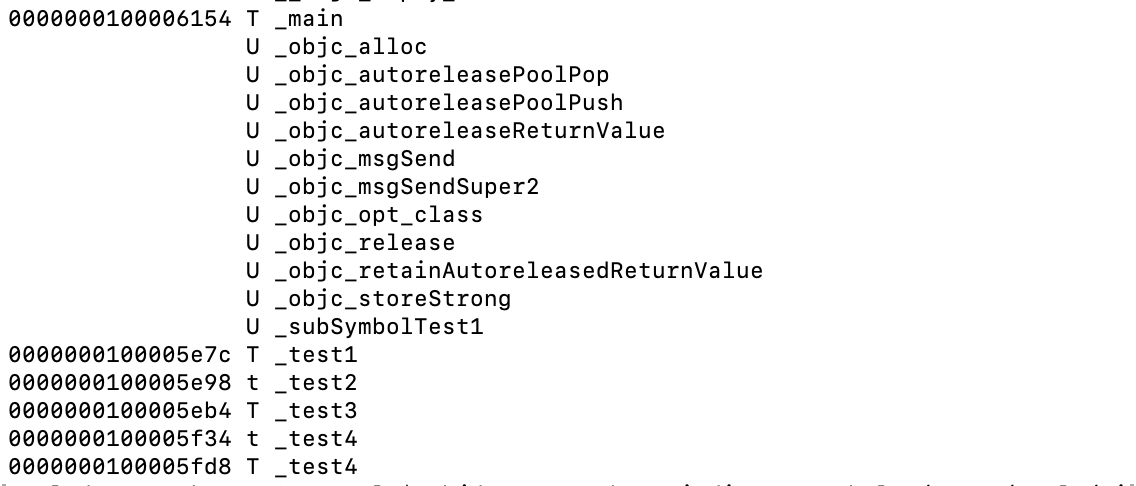 0000000100006154 T _main
U _objc_alloc
U _objc_autoreleasePoolPop
U _objc_autoreleasePoolPush
U _objc_autoreleaseReturnValue
U _objc_msgSend
U _objc_msgSendSuper2
U _objc_opt_class
U _objc_release
U _objc_retainAutoreleasedReturnValue
U _objc_storeStrong
U _subSymbolTest1
0000000100005e7c T _test1
0000000100005e98 t _test2
0000000100005eb4 T _test3
0000000100005f34 t _test4
0000000100005fd8 T _test4